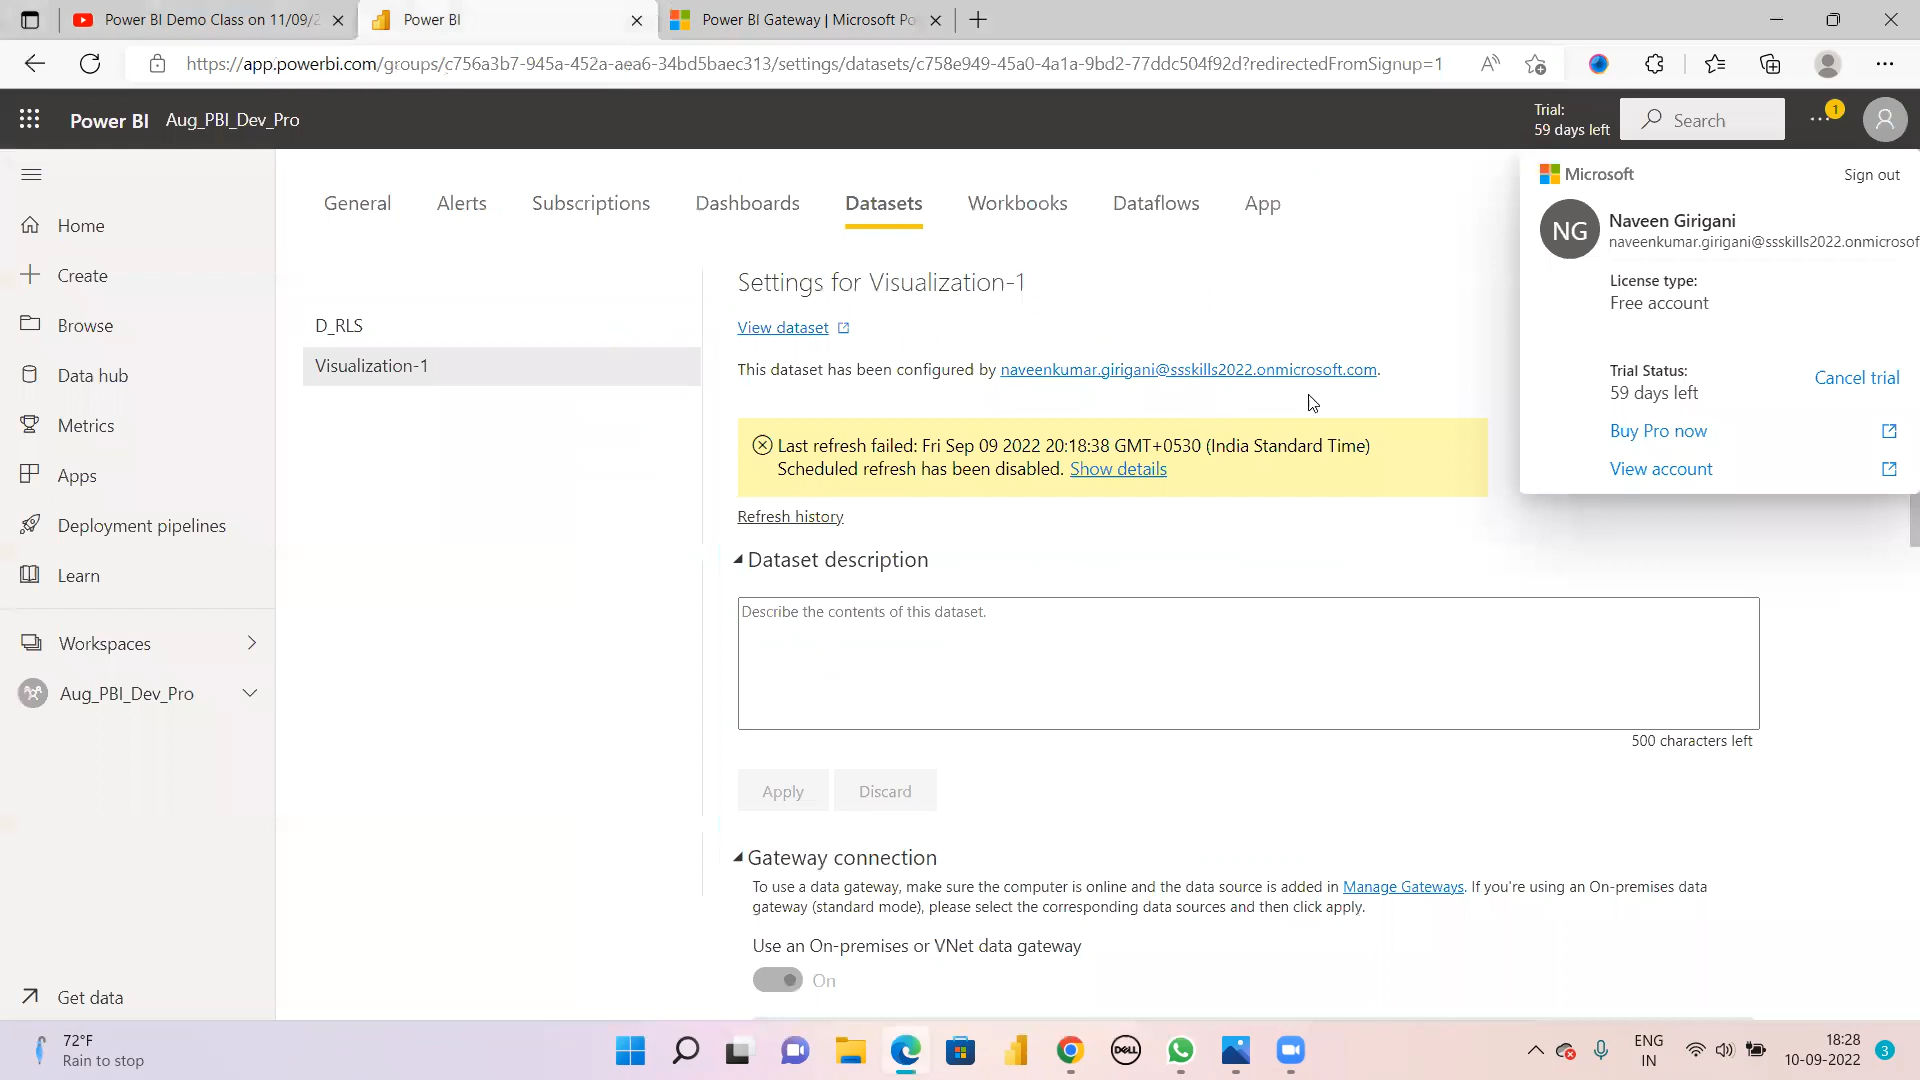 Power BI Demo Class on 11/09/2
Power BI
Power BI Gateway | Microsoft Po
https://app.powerbi.com/groups/c756a3b7-945a-452a-aea6-34bd5baec313/settings/datasets/c758e949-45a0-4a1a-9bd2-77ddc504f92d?redirectedFromSignup=1
Power BI Aug_PBI_Dev_Pro
Trial:
59 days left
Search
1
Microsoft
Sign out
NG
Naveen Girigani
naveenkumar.girigani@ssskills2022.onmicrosof
License type:
Free account
Trial Status:
59 days left
Cancel trial
Buy Pro now
View account
Home
Create
Browse
Data hub
Metrics
Apps
Deployment pipelines
Learn
Workspaces
Aug_PBI_Dev_Pro
Get data
General Alerts Subscriptions Dashboards Datasets Workbooks Dataflows App
D_RLS
Visualization-1
Settings for Visualization-1
View dataset
This dataset has been configured by naveenkumar.girigani@ssskills2022.onmicrosoft.com.
Last refresh failed: Fri Sep 09 2022 20:18:38 GMT+0530 (India Standard Time)
Scheduled refresh has been disabled. Show details
Refresh history
Dataset description
Describe the contents of this dataset.
500 characters left
Apply
Discard
Gateway connection
To use a data gateway, make sure the computer is online and the data source is added in Manage Gateways. If you're using an On-premises data
gateway (standard mode), please select the corresponding data sources and then click apply.
Use an On-premises or VNet data gateway
On
72°F
Rain to stop
DELL
ENG
IN
18:28
10-09-2022
3